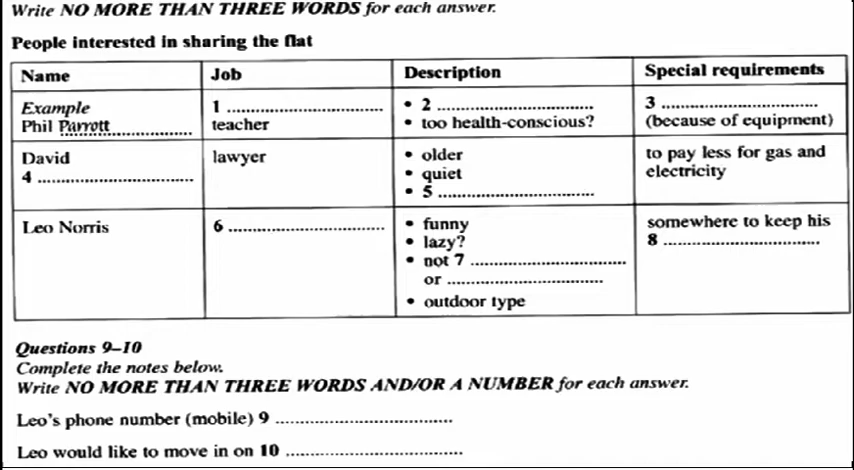 Write NO MORE THAN THREE WORDS for each answer.
People interested in sharing the flat
Name Job Description Special requirements
Example 1 ................................ • 2 ................................ 3 ................................
Phil Parrott teacher • too health-conscious? (because of equipment)
David lawyer • older to pay less for gas and
4 ................................ • quiet electricity
• 5 ................................
Leo Norris 6 ................................ • funny somewhere to keep his
• lazy? 8 ................................
• not 7 ................................
or ................................
• outdoor type
Questions 9–10
Complete the notes below.
Write NO MORE THAN THREE WORDS AND/OR A NUMBER for each answer.
Leo's phone number (mobile) 9 ....................................
Leo would like to move in on 10 ....................................